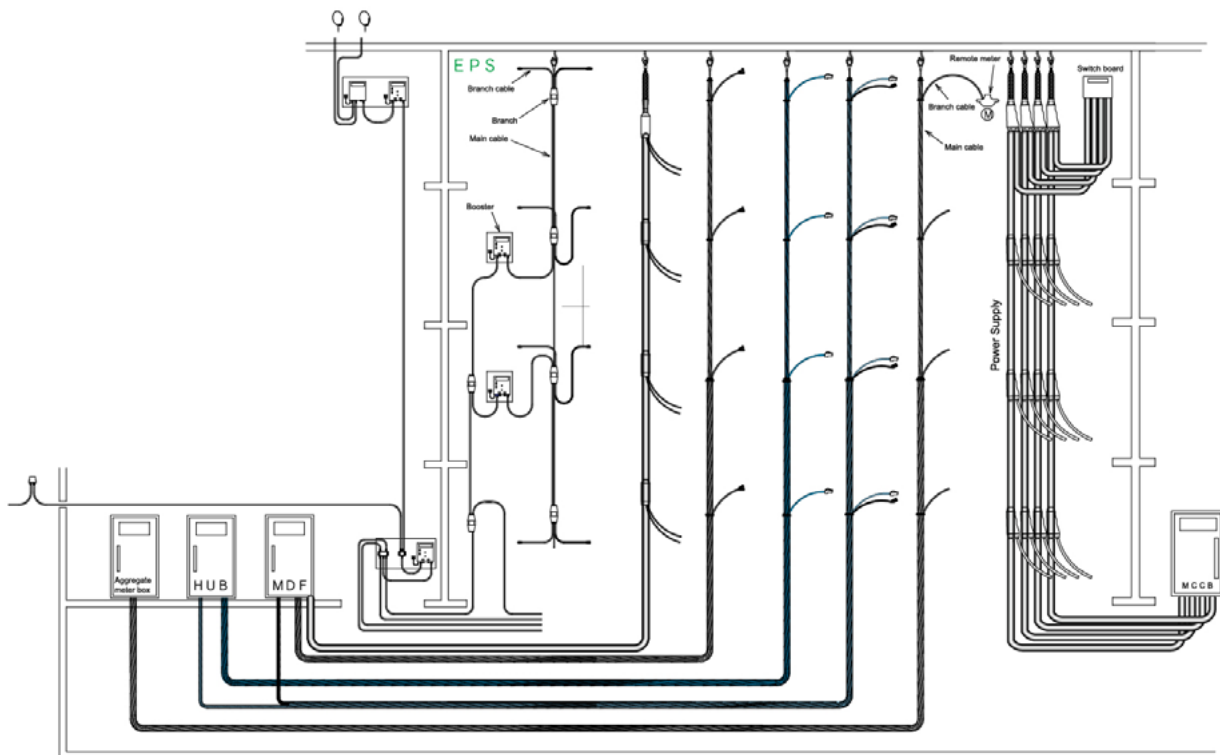 EPS
Branch cable
Branch
Main cable
Booster
Remote meter
Branch cable
M
Main cable
Switch board
Power Supply
Aggregate
meter box
HUB
MDF
MCCB